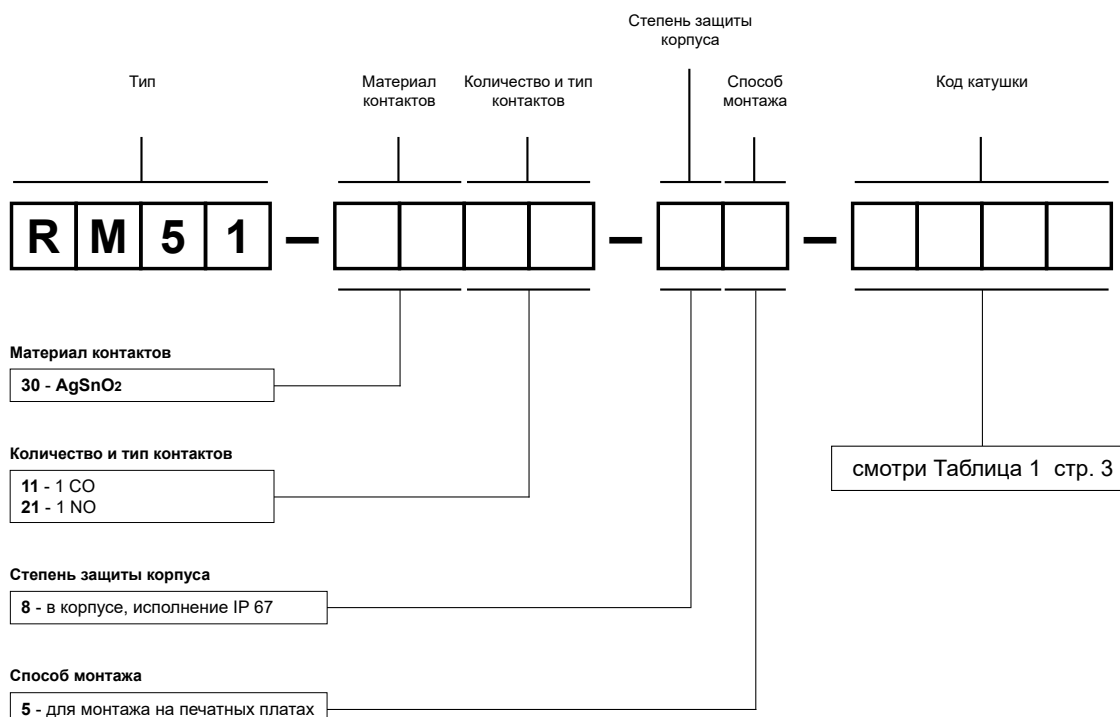 Степень защиты
корпуса
Тип
Материал
контактов
Количество и тип
контактов
Способ
монтажа
Код катушки
R M 5 1 – –  –
Материал контактов
30 - AgSnO2
Количество и тип контактов
11 - 1 CO
21 - 1 NO
смотри Таблица 1 стр. 3
Степень защиты корпуса
8 - в корпусе, исполнение IP 67
Способ монтажа
5 - для монтажа на печатных платах